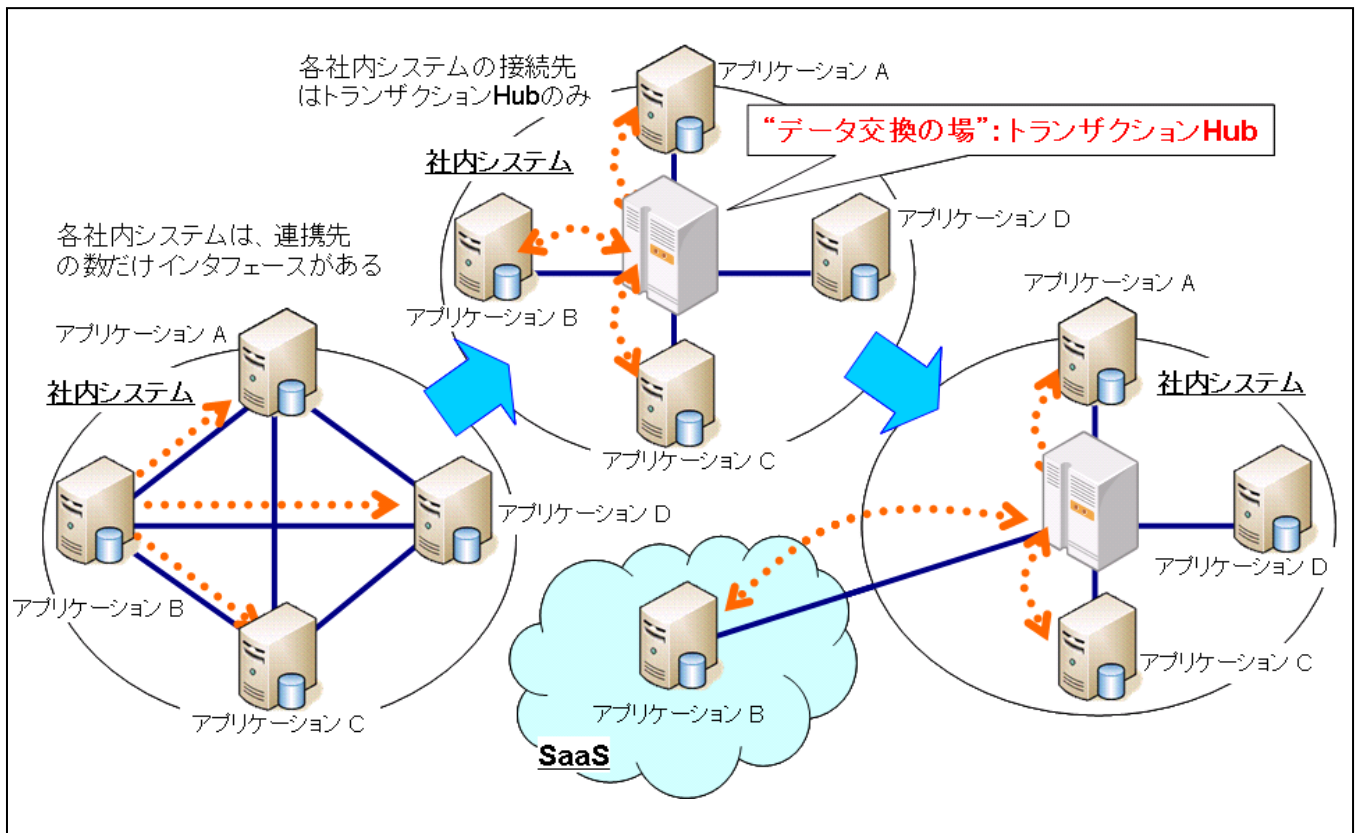 各社内システムの接続先
はトランザクションHubのみ
アプリケーション A
“データ交換の場”：トランザクションHub
社内システム
アプリケーション D
アプリケーション B
アプリケーション C
各社内システムは、連携先
の数だけインタフェースがある
アプリケーション A
社内システム
アプリケーション D
アプリケーション B
アプリケーション C
アプリケーション A
社内システム
アプリケーション D
アプリケーション C
アプリケーション B
SaaS